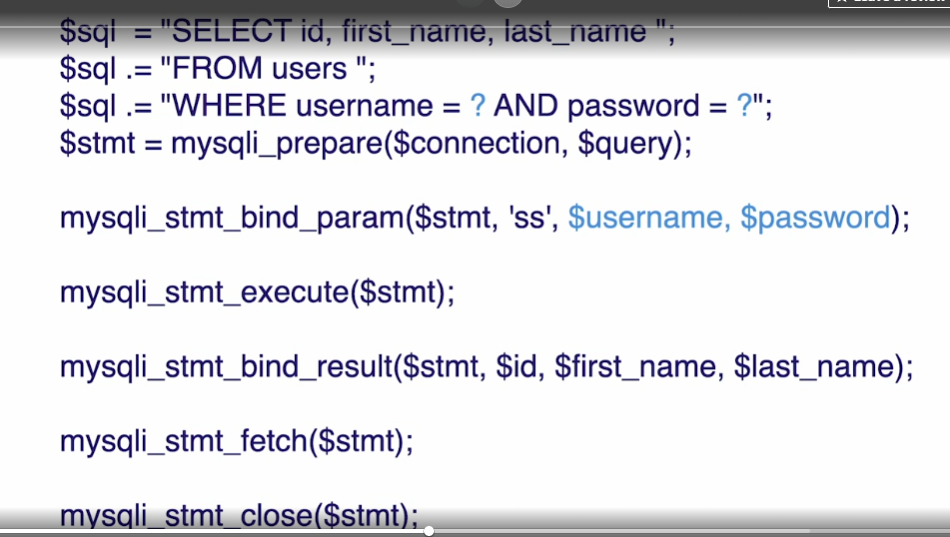 $sql = "SELECT id, first_name, last_name ";
$sql .= "FROM users ";
$sql .= "WHERE username = ? AND password = ?";
$stmt = mysqli_prepare($connection, $query);
mysqli_stmt_bind_param($stmt, 'ss', $username, $password);
mysqli_stmt_execute($stmt);
mysqli_stmt_bind_result($stmt, $id, $first_name, $last_name);
mysqli_stmt_fetch($stmt);
mysqli_stmt_close($stmt);